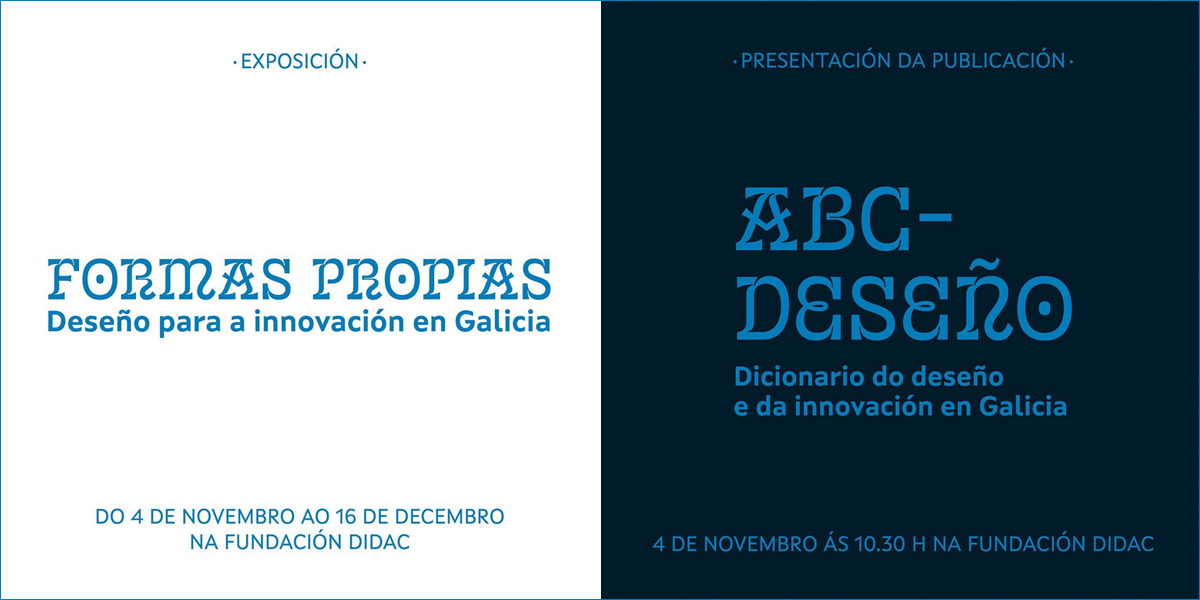 ·EXPOSICIÓN·
FORMAS PROPIAS
Deseño para a innovación en Galicia
DO 4 DE NOVEMBRO AO 16 DE DECEMBRO
NA FUNDACIÓN DIDAC
·PRESENTACIÓN DA PUBLICACIÓN·
ABC-
DESEÑO
Dicionario do deseño
e da innovación en Galicia
4 DE NOVEMBRO ÁS 10.30 H NA FUNDACIÓN DIDAC